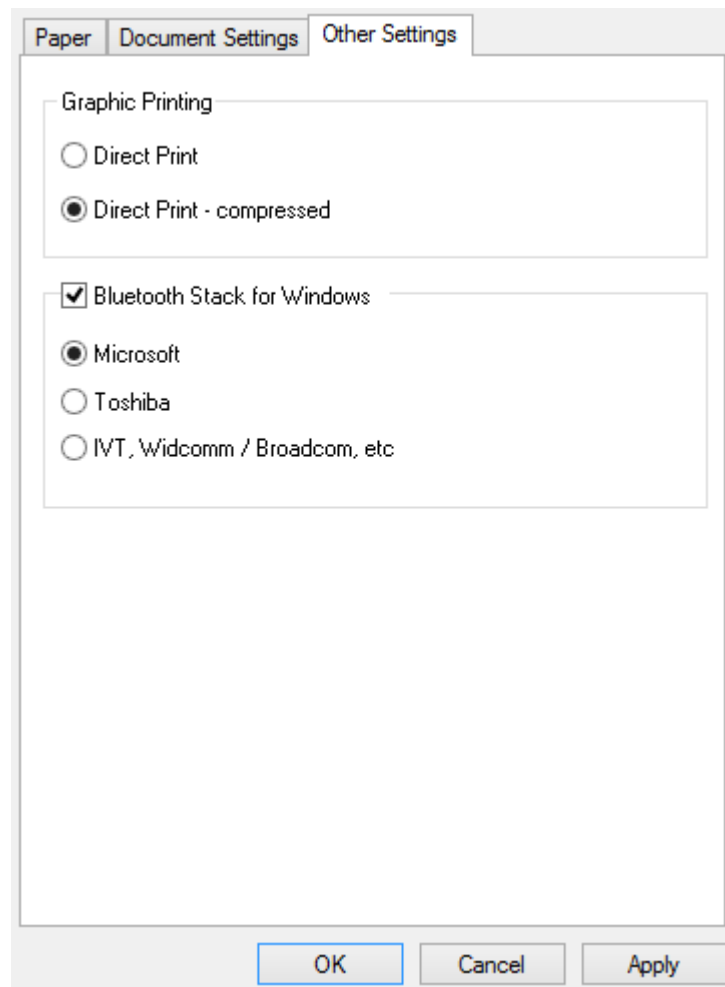 Paper Document Settings Other Settings
Graphic Printing
Direct Print
Direct Print - compressed
Bluetooth Stack for Windows
Microsoft
Toshiba
IVT, Widcomm / Broadcom, etc
OK Cancel Apply